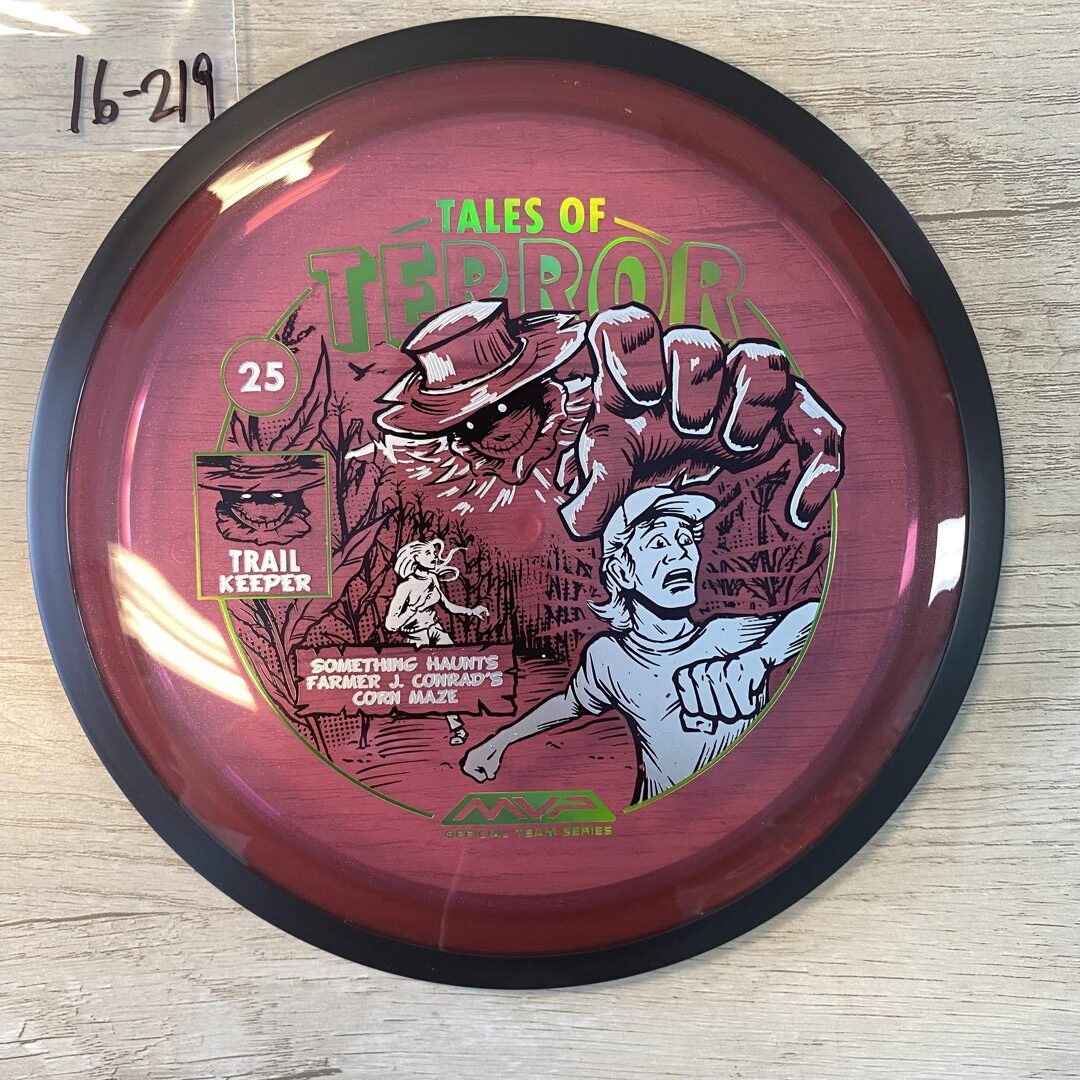 16-219
TALES OF
TERROR
25
TRAIL
KEEPER
SOMETHING HAUNTS
FARMER J. CONRAD'S
CORN MAZE
MVP
OFFICIAL TEAM SERIES